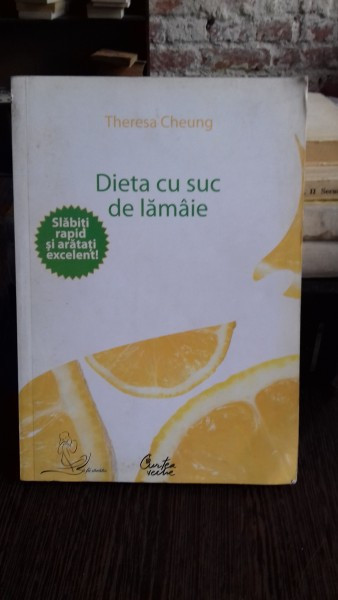 Theresa Cheung
Dieta cu suc
de lămâie
Slăbiți
rapid
și arătați
excelent!
Curtea
veche